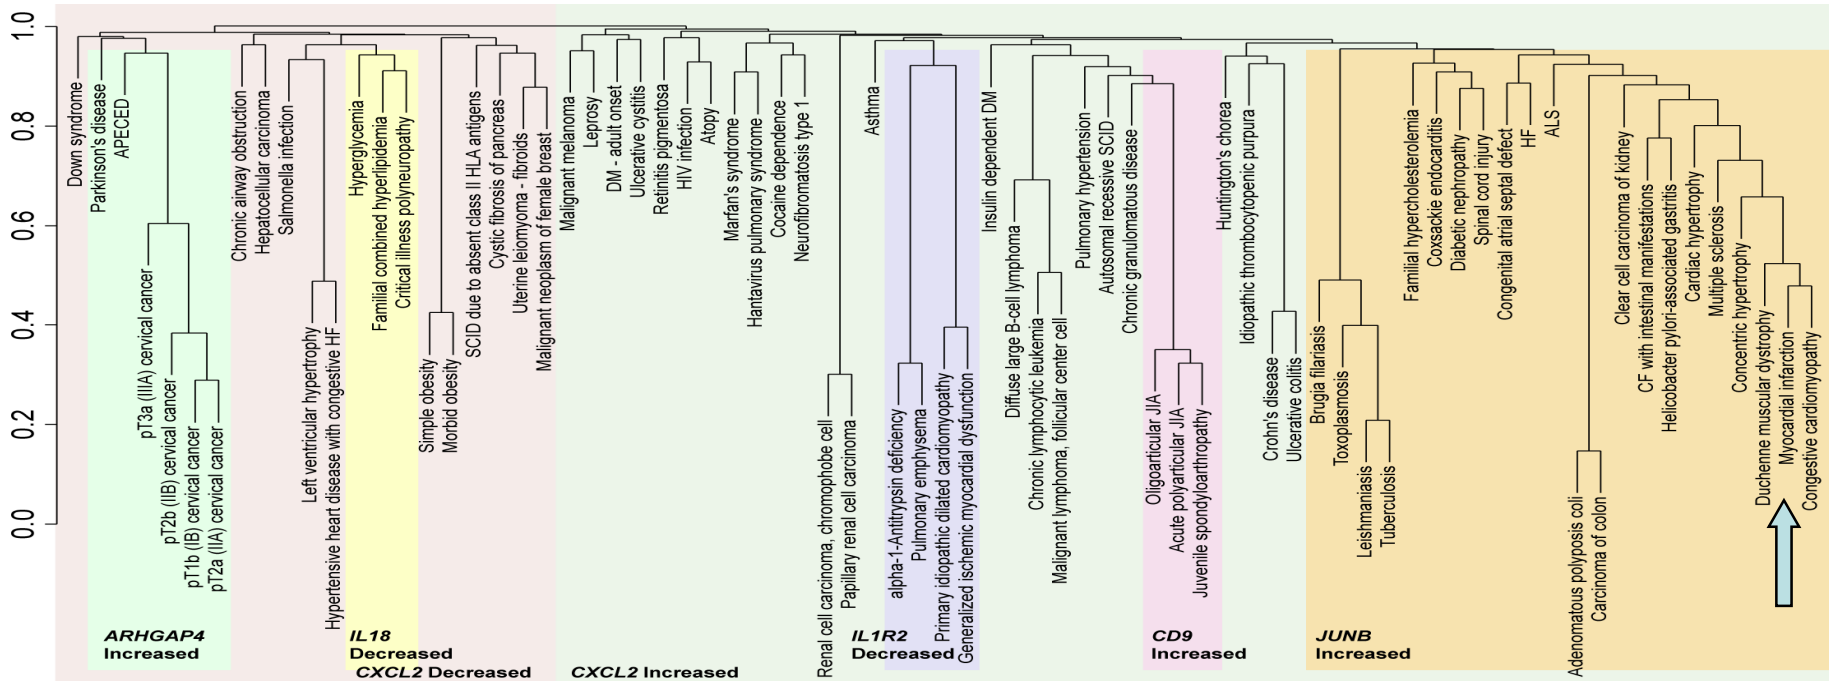 1.0
0.8
0.6
0.4
0.2
0.0
Down syndrome
Parkinson's disease
APECED
pT3a (IIIA) cervical cancer
pT2b (IIB) cervical cancer
pT1b (IB) cervical cancer
pT2a (IIA) cervical cancer
Chronic airway obstruction
Hepatocellular carcinoma
Salmonella infection
Left ventricular hypertrophy
Hypertensive heart disease with congestive HF
Hyperglycemia
Familial combined hyperlipidemia
Critical illness polyneuropathy
Simple obesity
Morbid obesity
SCID due to absent class II HLA antigens
Cystic fibrosis of pancreas
Uterine leiomyoma - fibroids
Malignant neoplasm of female breast
Malignant melanoma
Leprosy
DM - adult onset
Ulcerative cystitis
Retinitis pigmentosa
HIV infection
Atopy
Marfan's syndrome
Hantavirus pulmonary syndrome
Cocaine dependence
Neurofibromatosis type 1
Renal cell carcinoma, chromophobe cell
Papillary renal cell carcinoma
Asthma
alpha-1-Antitrypsin deficiency
Pulmonary emphysema
Primary idiopathic dilated cardiomyopathy
Generalized ischemic myocardial dysfunction
Insulin dependent DM
Diffuse large B-cell lymphoma
Chronic lymphocytic leukemia
Malignant lymphoma, follicular center cell
Pulmonary hypertension
Autosomal recessive SCID
Chronic granulomatous disease
Oligoarticular JIA
Acute polyarticular JIA
Juvenile spondyloarthropathy
Huntington's chorea
Idiopathic thrombocytopenic purpura
Crohn's disease
Ulcerative colitis
Brugia filariasis
Toxoplasmosis
Leishmaniasis
Tuberculosis
Familial hypercholesterolemia
Coxsackie endocarditis
Diabetic nephropathy
Spinal cord injury
Congenital atrial septal defect
HF
ALS
Adenomatous polyposis coli
Carcinoma of colon
Clear cell carcinoma of kidney
CF with intestinal manifestations
Helicobacter pylori-associated gastritis
Cardiac hypertrophy
Multiple sclerosis
Concentric hypertrophy
Duchenne muscular dystrophy
Myocardial infarction
Congestive cardiomyopathy
ARHGAP4
Increased
IL18
Decreased
CXCL2 Decreased
CXCL2 Increased
IL1R2
Decreased
CD9
Increased
JUNB
Increased